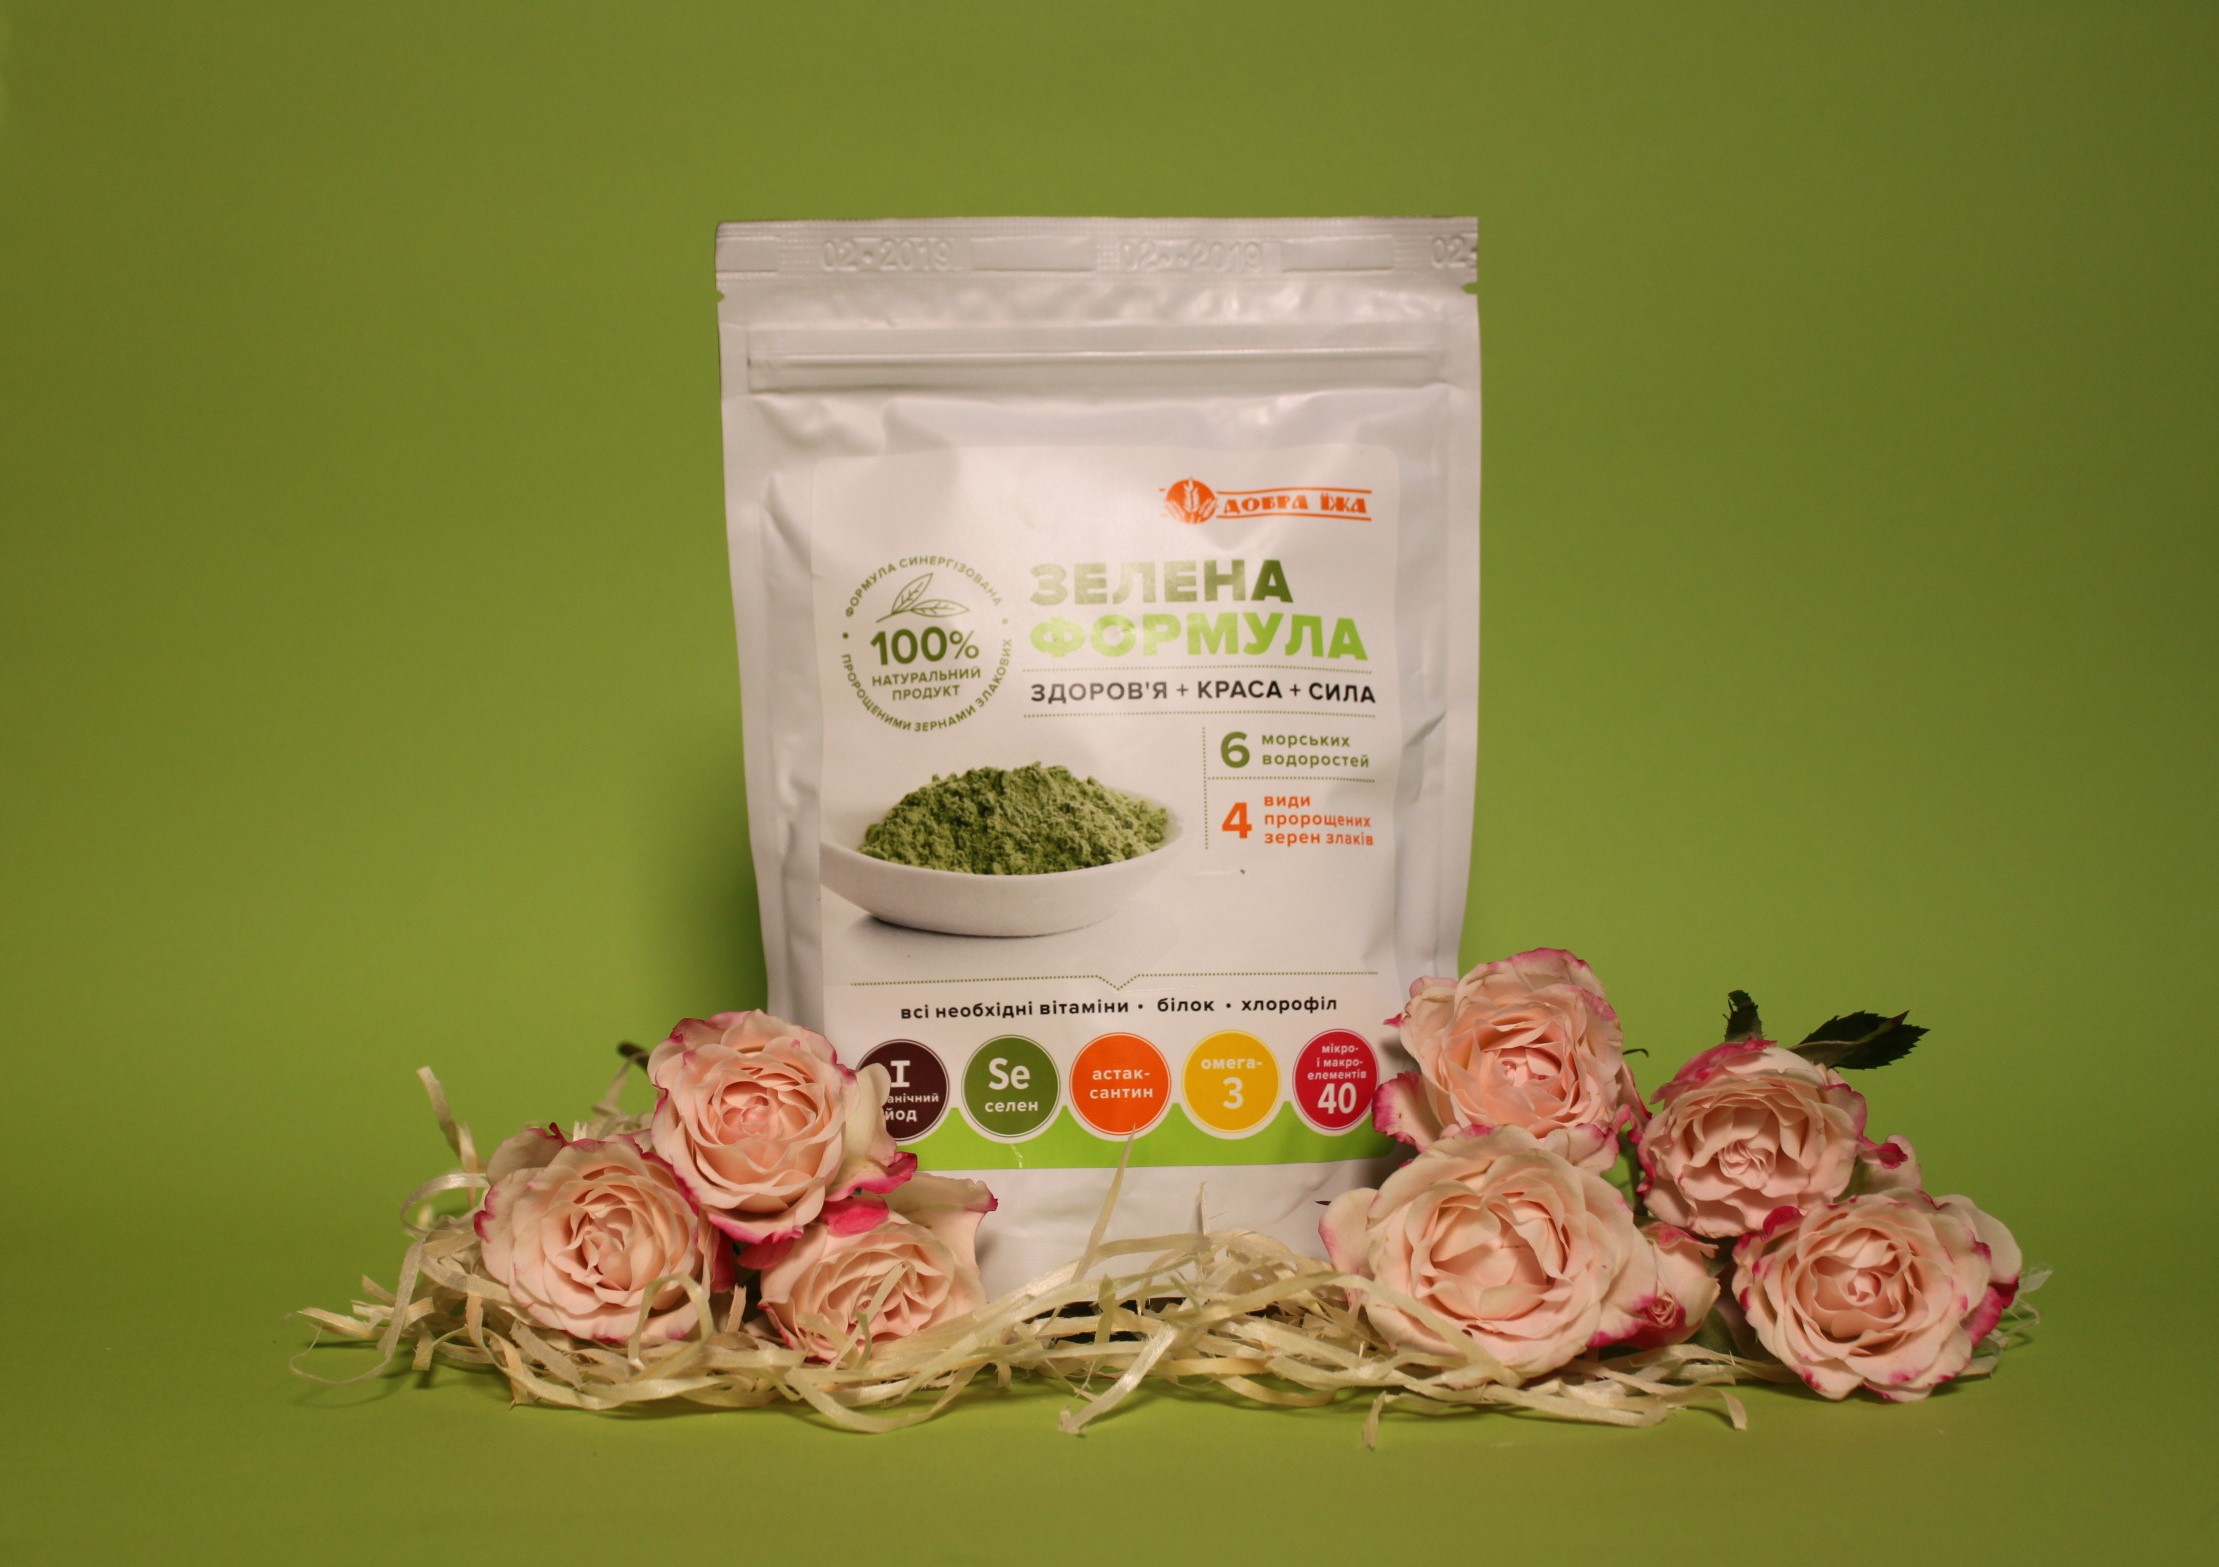 02•2019 02•2019 02
ДОБРА ЇЖА
ФОРМУЛА СИНЕРГІЗОВАНА
ПРОРОЩЕНИМИ ЗЕРНАМИ ЗЛАКОВИХ
100%
НАТУРАЛЬНИЙ
ПРОДУКТ
ЗЕЛЕНА
ФОРМУЛА
ЗДОРОВ'Я + КРАСА + СИЛА
6 морських
водоростей
4 види
пророщених
зерен злаків
всі необхідні вітаміни • білок • хлорофіл
I
йод
Se
селен
астак-
сантин
омега-
3
мікро-
і макро-
елементів
40